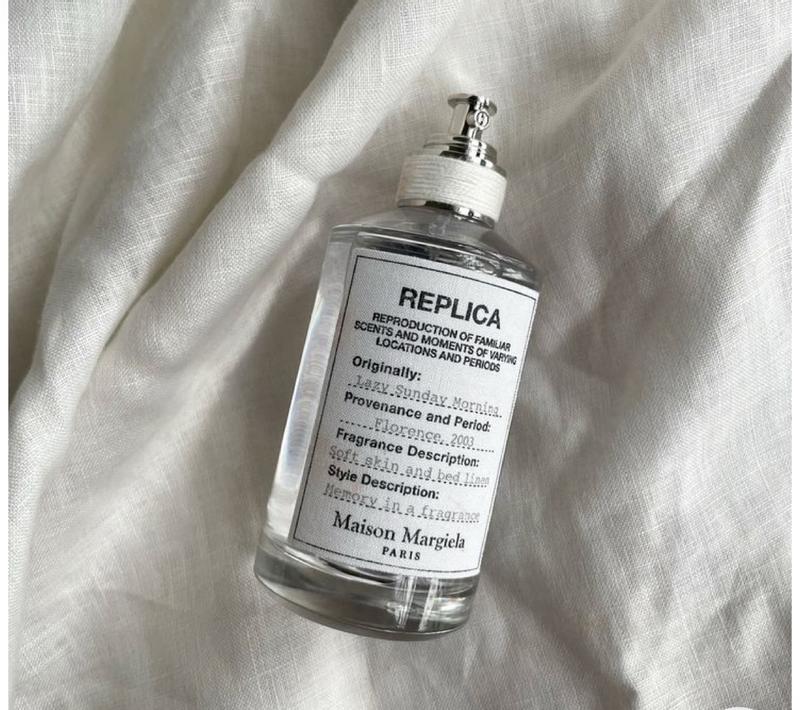 REPLICA
REPRODUCTION OF FAMILIAR
SCENTS AND MOMENTS OF VARYING
LOCATIONS AND PERIODS
Originally:
Lazy Sunday Morning
Provenance and Period:
Florence, 2003
Fragrance Description:
Soft skin and bed linen
Style Description:
Memory in a fragrance
Maison Margiela
PARIS